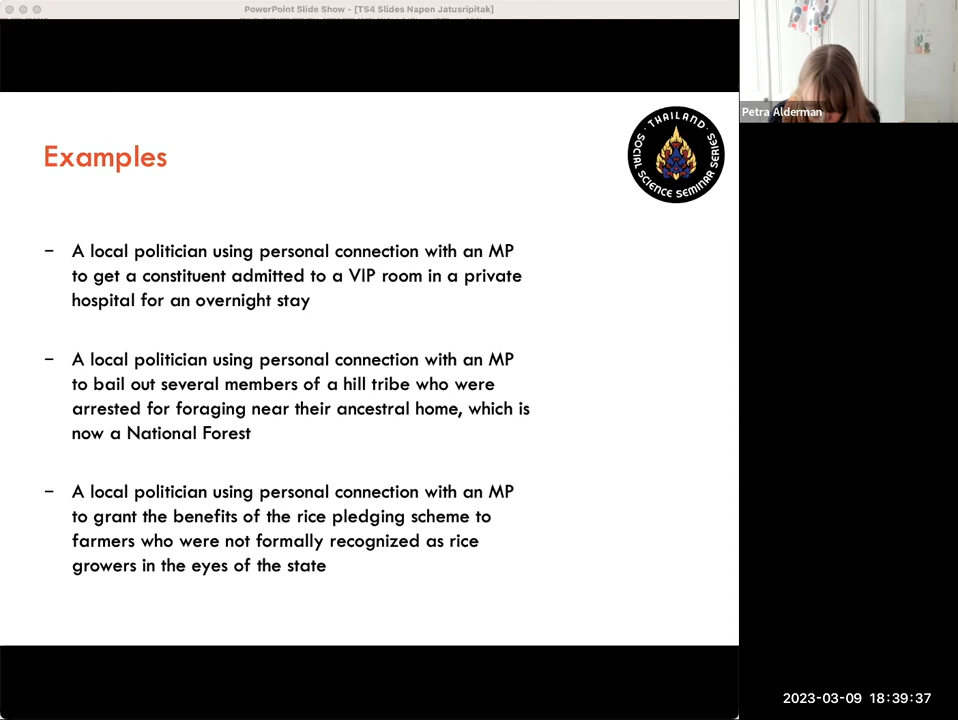 PowerPoint Slide Show - [TS4 Slides Napon Jatusripitak]
Petra Alderman
Examples
· THAILAND ·
SOCIAL SCIENCE SEMINAR SERIES
– A local politician using personal connection with an MP
to get a constituent admitted to a VIP room in a private
hospital for an overnight stay
– A local politician using personal connection with an MP
to bail out several members of a hill tribe who were
arrested for foraging near their ancestral home, which is
now a National Forest
– A local politician using personal connection with an MP
to grant the benefits of the rice pledging scheme to
farmers who were not formally recognized as rice
growers in the eyes of the state
2023-03-09 18:39:37